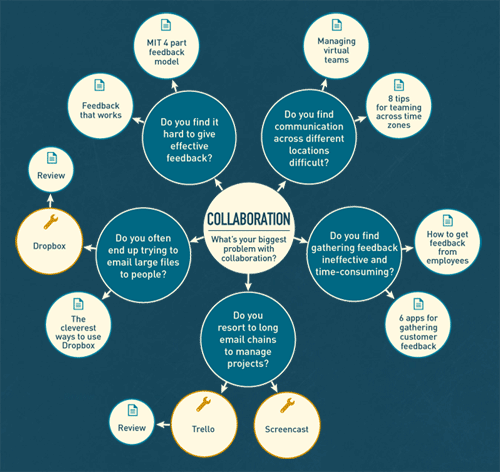 MIT 4 part
feedback
model
Managing
virtual
teams
Feedback
that works
Do you find it
hard to give
effective
feedback?
Do you find
communication
across different
locations
difficult?
8 tips
for teaming
across time
zones
Review
Dropbox
Do you often
end up trying to
email large files
to people?
COLLABORATION
What's your biggest
problem with
collaboration?
Do you find
gathering feedback
ineffective and
time-consuming?
How to get
feedback
from
employees
The
cleverest
ways to use
Dropbox
Do you
resort to long
email chains
to manage
projects?
6 apps for
gathering
customer
feedback
Review
Trello
Screencast